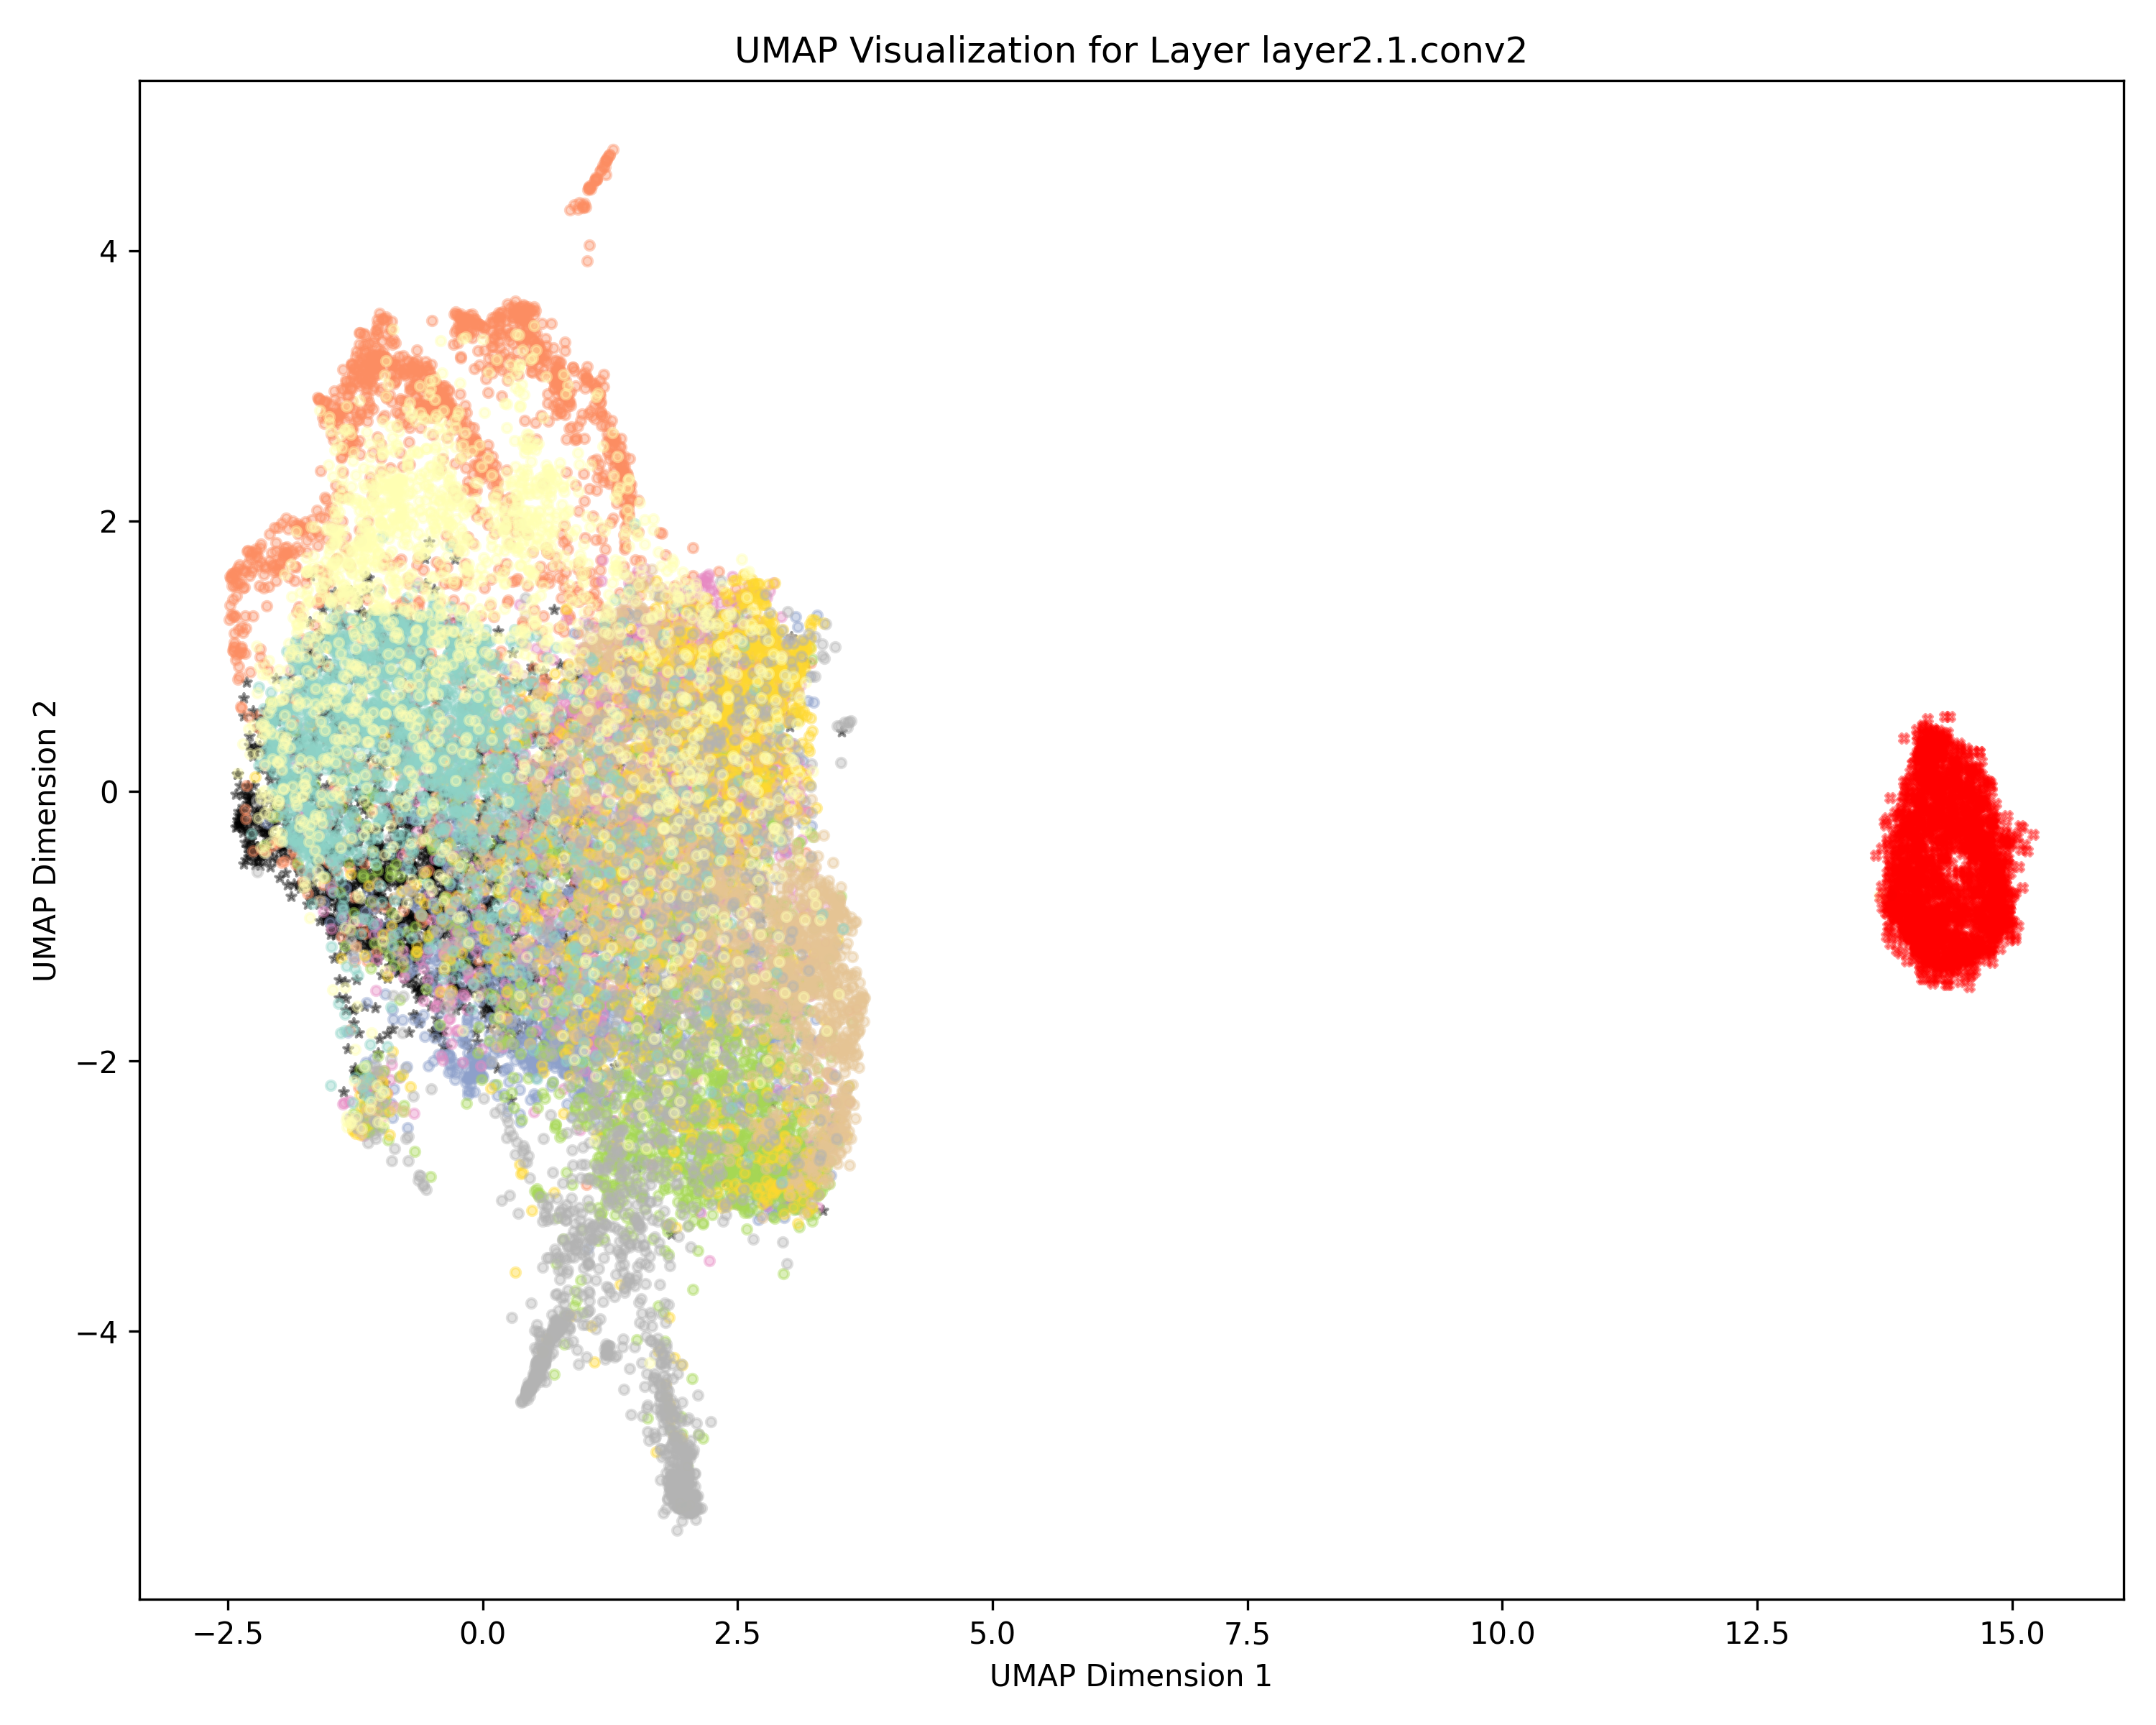 UMAP Visualization for Layer layer2.1.conv2
4
2
0
−2
−4
UMAP Dimension 2
−2.5 0.0 2.5 5.0 7.5 10.0 12.5 15.0
UMAP Dimension 1